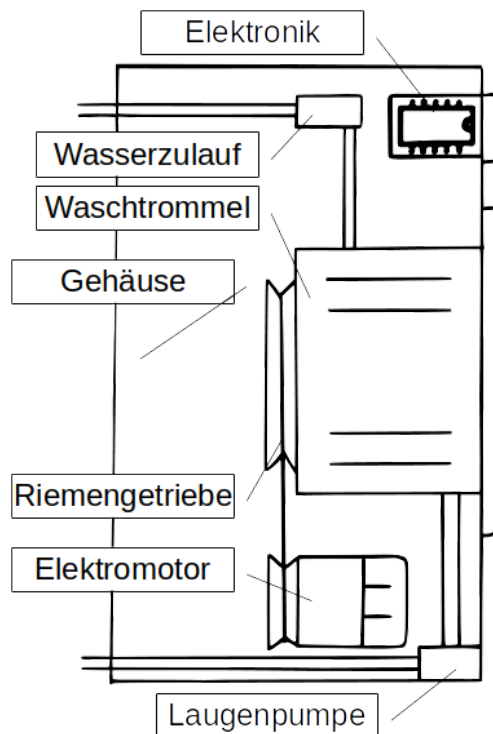 Elektronik
Wasserzulauf
Waschtrommel
Gehäuse
Riemengetriebe
Elektromotor
Laugenpumpe